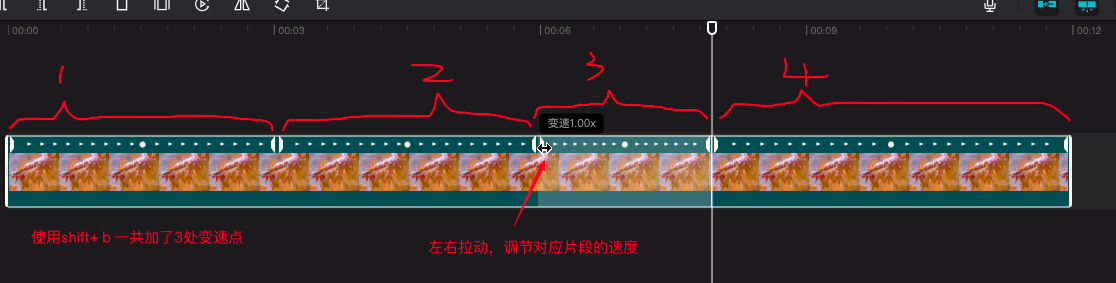 00:00 00:03 00:06 00:09 00:12
1 2 3 4
变速1.00x
使用shift+ b 一共加了3处变速点
左右拉动，调节对应片段的速度